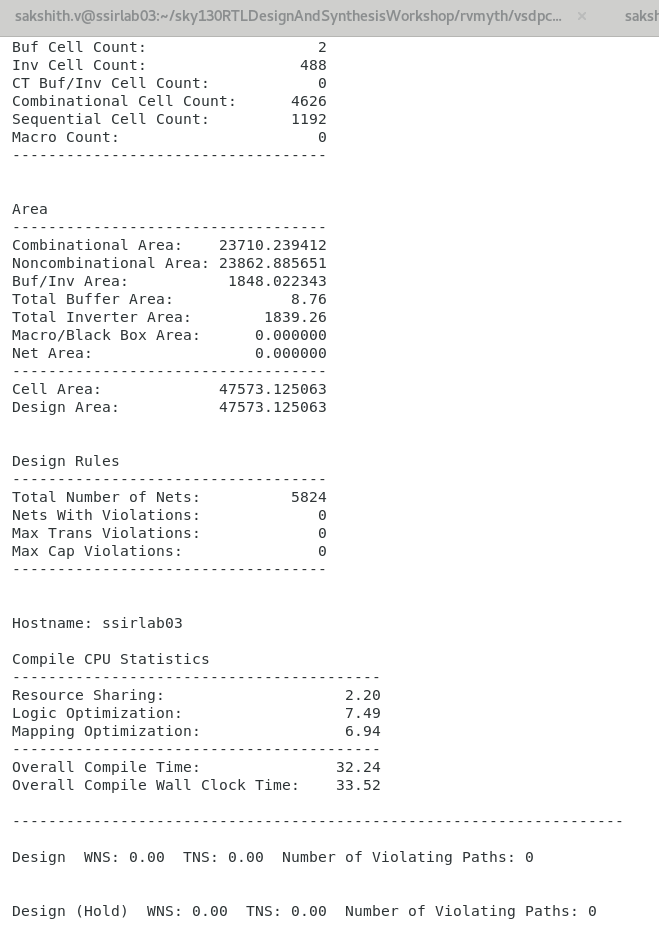 sakshith.v@ssirlab03:~/sky130RTLDesignAndSynthesisWorkshop/rvmyth/vsdpc... × saksh
Buf Cell Count: 2
Inv Cell Count: 488
CT Buf/Inv Cell Count: 0
Combinational Cell Count: 4626
Sequential Cell Count: 1192
Macro Count: 0
-----------------------------------
Area
-----------------------------------
Combinational Area: 23710.239412
Noncombinational Area: 23862.885651
Buf/Inv Area: 1848.022343
Total Buffer Area: 8.76
Total Inverter Area: 1839.26
Macro/Black Box Area: 0.000000
Net Area: 0.000000
-----------------------------------
Cell Area: 47573.125063
Design Area: 47573.125063
Design Rules
-----------------------------------
Total Number of Nets: 5824
Nets With Violations: 0
Max Trans Violations: 0
Max Cap Violations: 0
-----------------------------------
Hostname: ssirlab03
Compile CPU Statistics
-----------------------------------------
Resource Sharing: 2.20
Logic Optimization: 7.49
Mapping Optimization: 6.94
-----------------------------------------
Overall Compile Time: 32.24
Overall Compile Wall Clock Time: 33.52
--------------------------------------------------------------------
Design WNS: 0.00 TNS: 0.00 Number of Violating Paths: 0
Design (Hold) WNS: 0.00 TNS: 0.00 Number of Violating Paths: 0